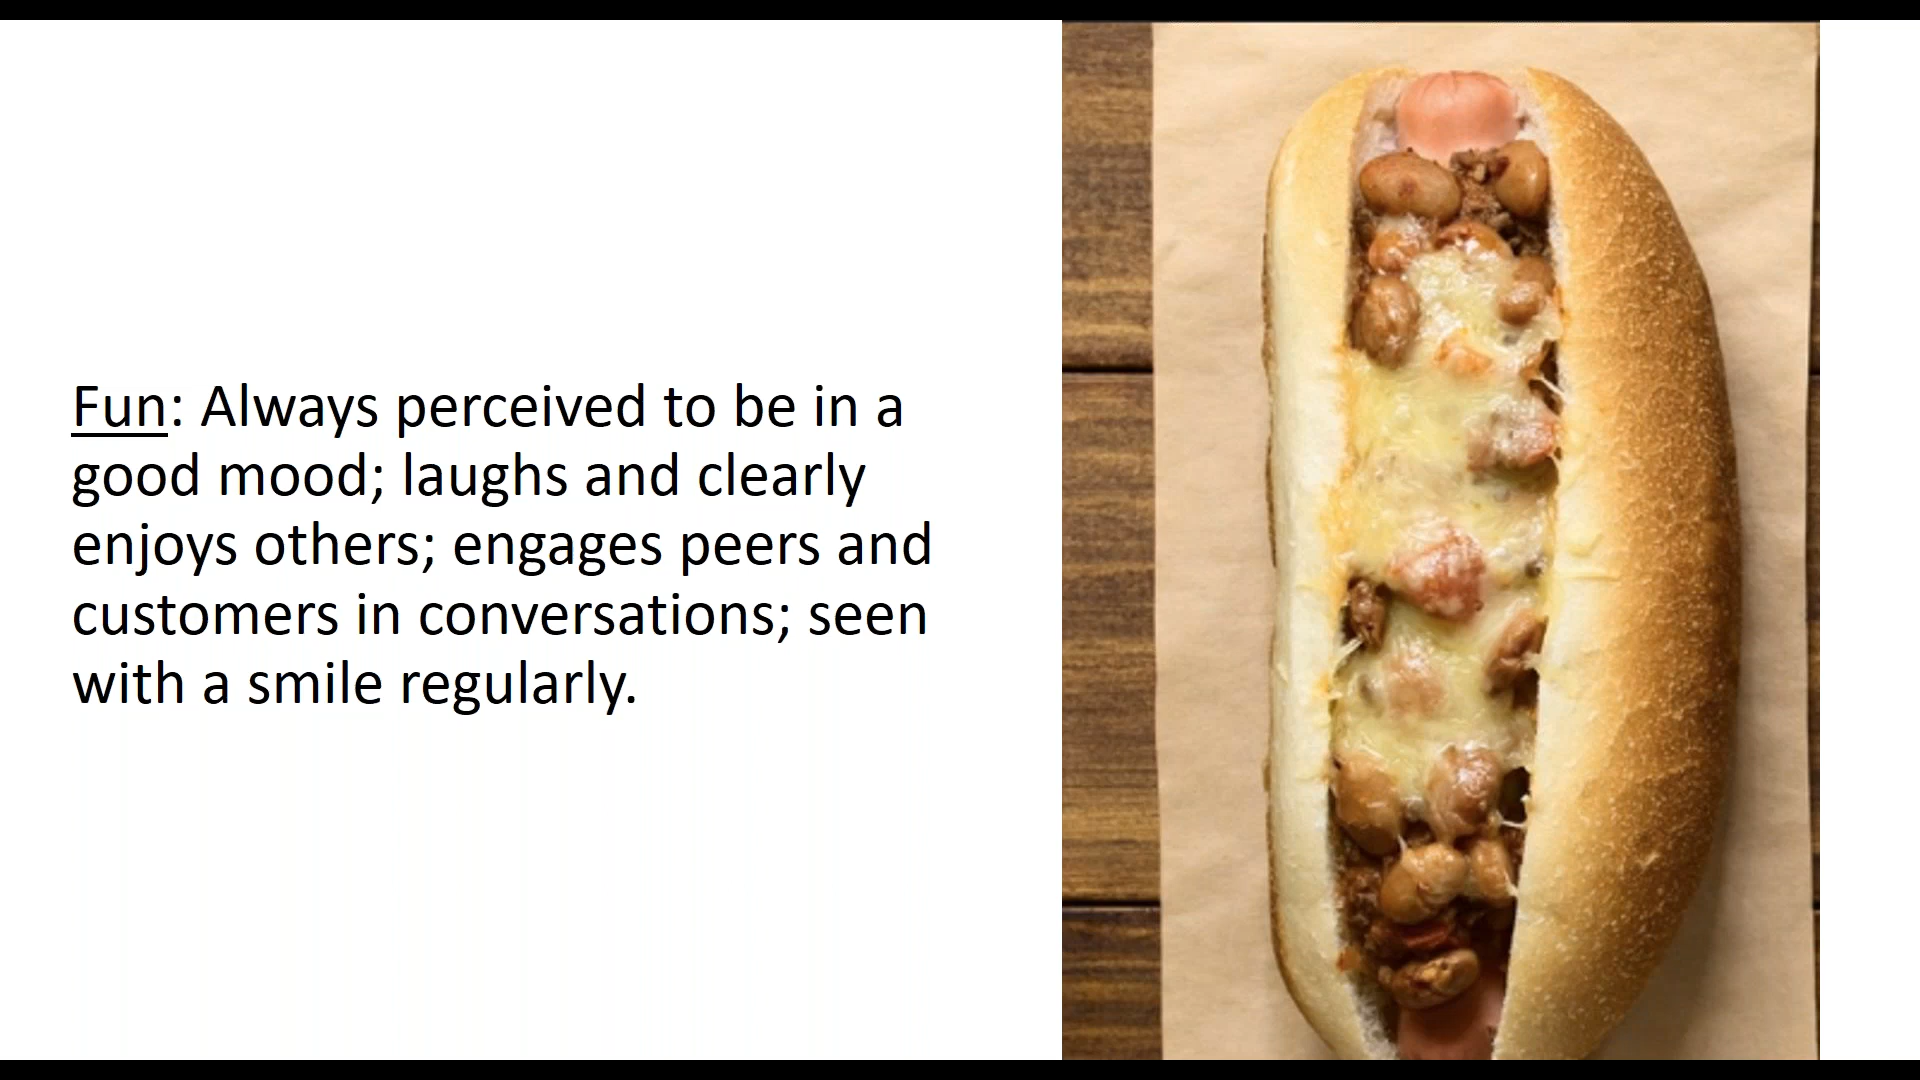 Fun: Always perceived to be in a
good mood; laughs and clearly
enjoys others; engages peers and
customers in conversations; seen
with a smile regularly.